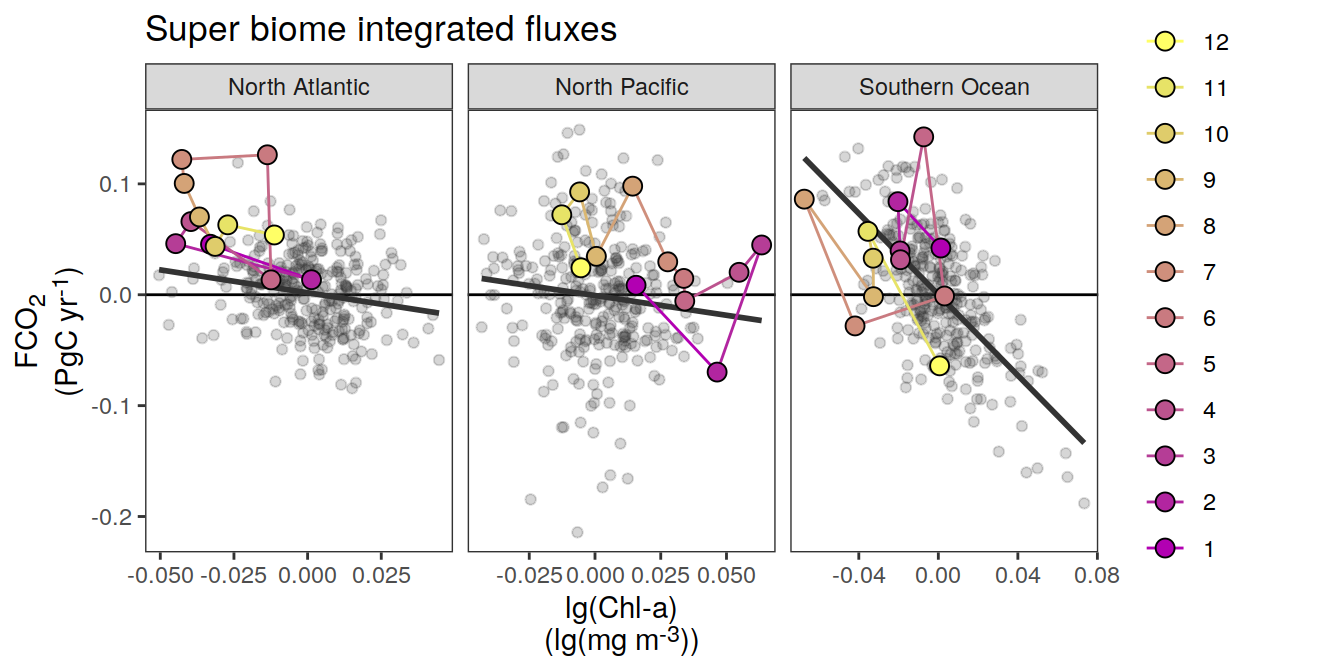 Super biome integrated fluxes
North Atlantic North Pacific Southern Ocean
FCO₂
(PgC yr⁻¹)
0.1
0.0
-0.1
-0.2
-0.050 -0.025 0.000 0.025
-0.025 0.000 0.025 0.050
-0.04 0.00 0.04 0.08
lg(Chl-a)
(lg(mg m⁻³))
12
11
10
9
8
7
6
5
4
3
2
1